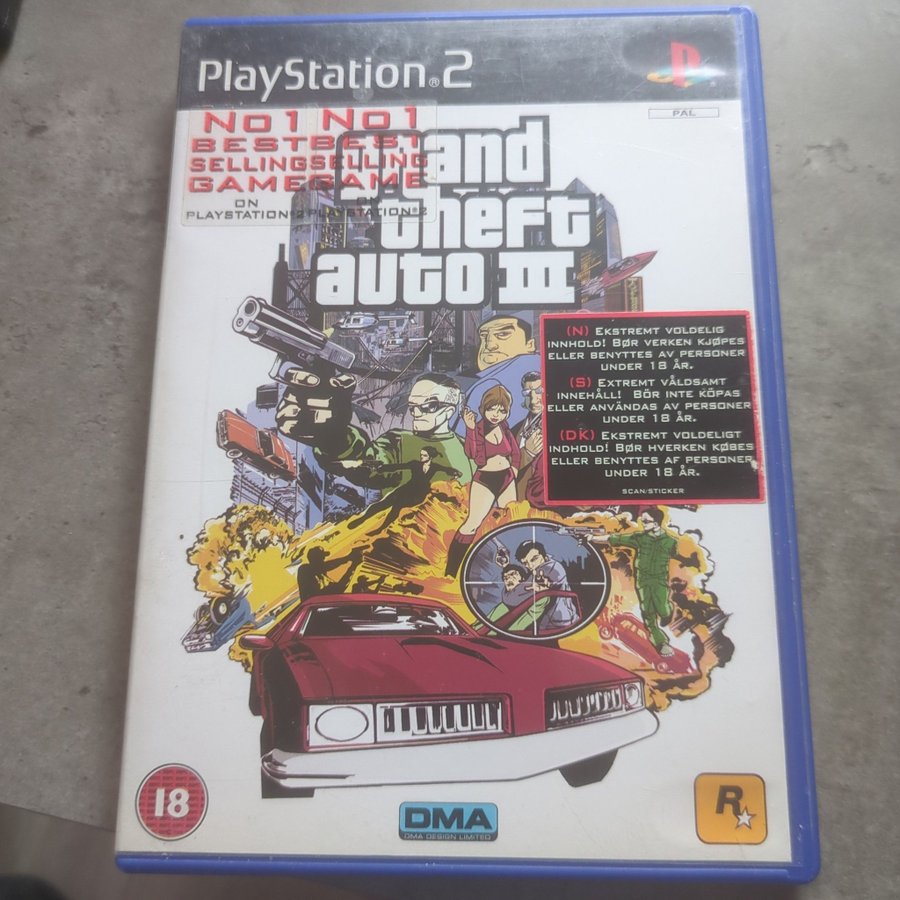 PlayStation®2
PAL
No1 No1
BESTBEST
SELLINGSELLING
GAMEGAME
ON ON
PLAYSTATION®2 PLAYSTATION®2
grand
theft
auto III
(N) EKSTREMT VOLDELIG
INNHOLD! BØR VERKEN KJØPES
ELLER BENYTTES AV PERSONER
UNDER 18 ÅR.
(S) EXTREMT VÅLDSAMT
INNEHÅLL! BÖR INTE KÖPAS
ELLER ANVÄNDAS AV PERSONER
UNDER 18 ÅR.
(DK) EKSTREMT VOLDELIGT
INDHOLD! BØR HVERKEN KØBES
ELLER BENYTTES AF PERSONER
UNDER 18 ÅR.
SCAN/STICKER
18
DMA
DMA DESIGN LIMITED
R